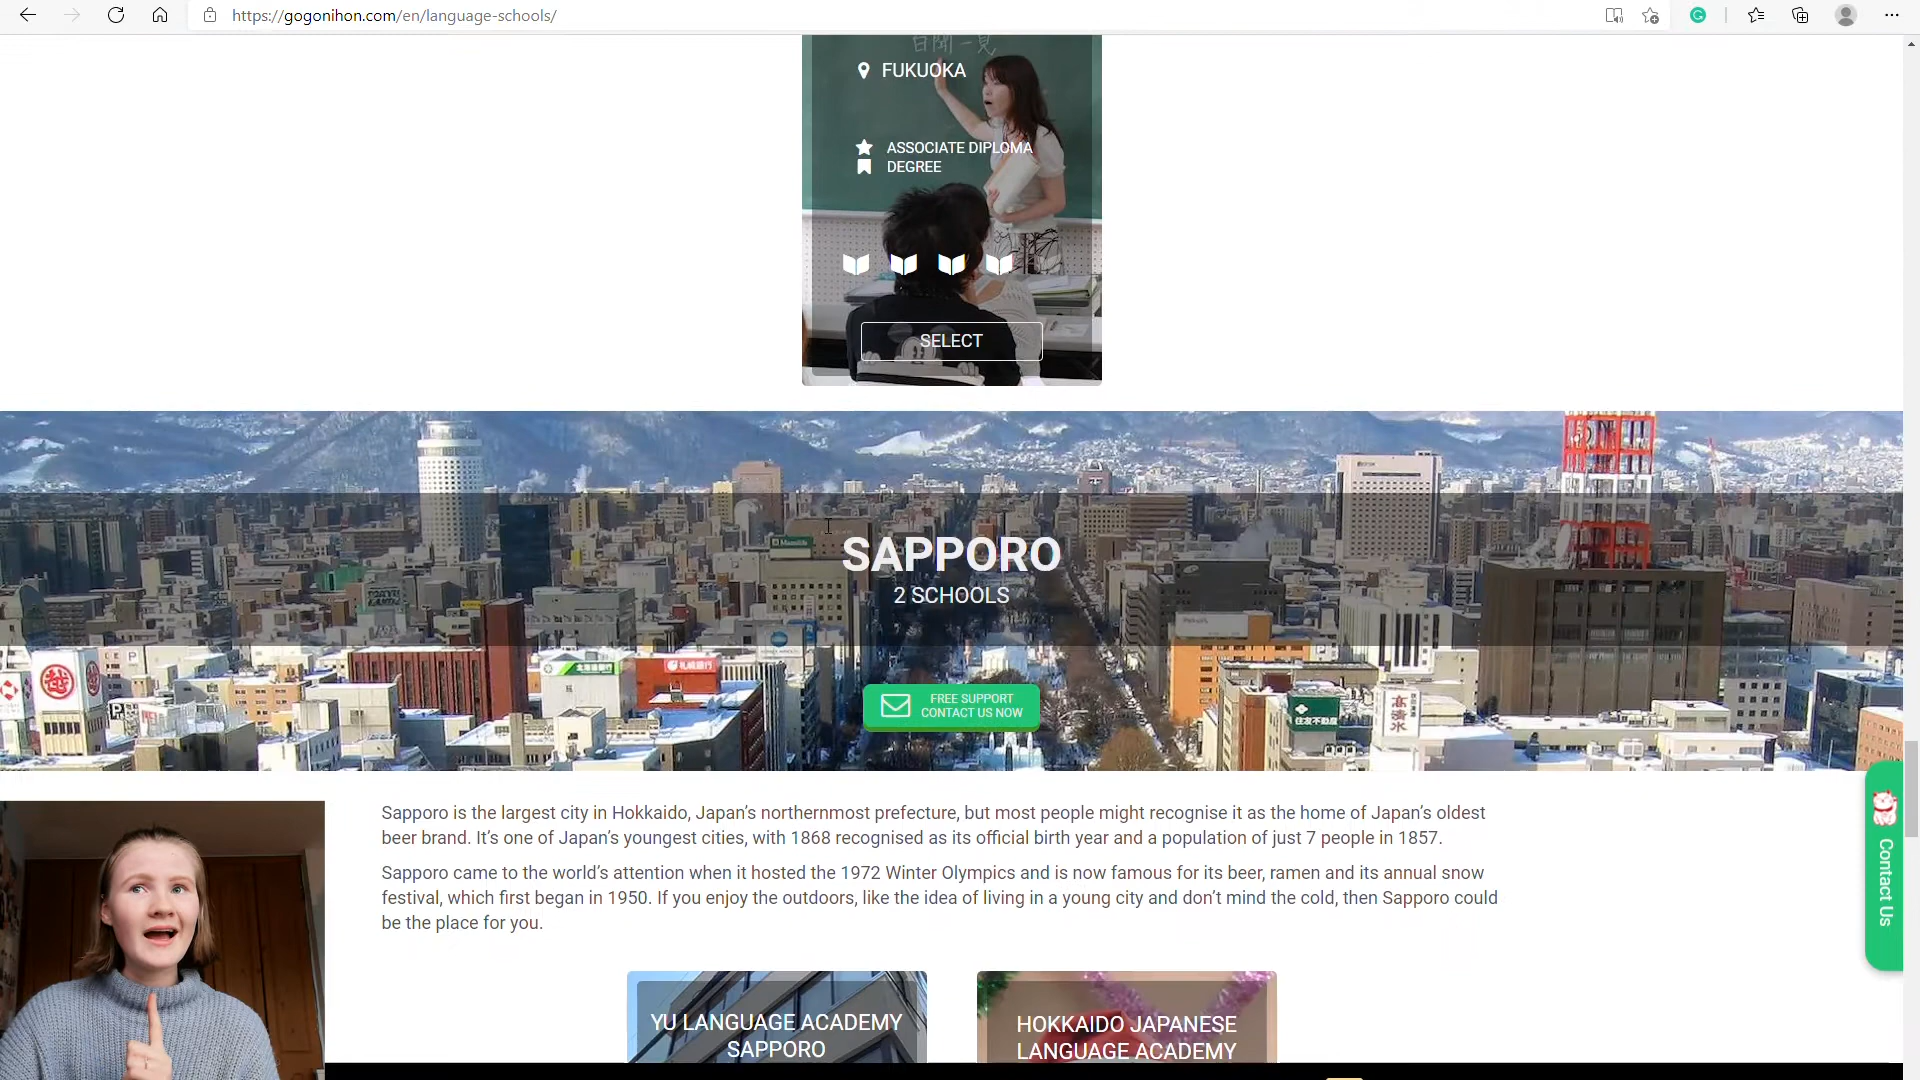 https://gogonihon.com/en/language-schools/
FUKUOKA
ASSOCIATE DIPLOMA
DEGREE
SELECT
SAPPORO
2 SCHOOLS
FREE SUPPORT
CONTACT US NOW
Sapporo is the largest city in Hokkaido, Japan’s northernmost prefecture, but most people might recognise it as the home of Japan’s oldest
beer brand. It’s one of Japan’s youngest cities, with 1868 recognised as its official birth year and a population of just 7 people in 1857.
Sapporo came to the world’s attention when it hosted the 1972 Winter Olympics and is now famous for its beer, ramen and its annual snow
festival, which first began in 1950. If you enjoy the outdoors, like the idea of living in a young city and don’t mind the cold, then Sapporo could
be the place for you.
YU LANGUAGE ACADEMY
SAPPORO
HOKKAIDO JAPANESE
LANGUAGE ACADEMY
Contact Us